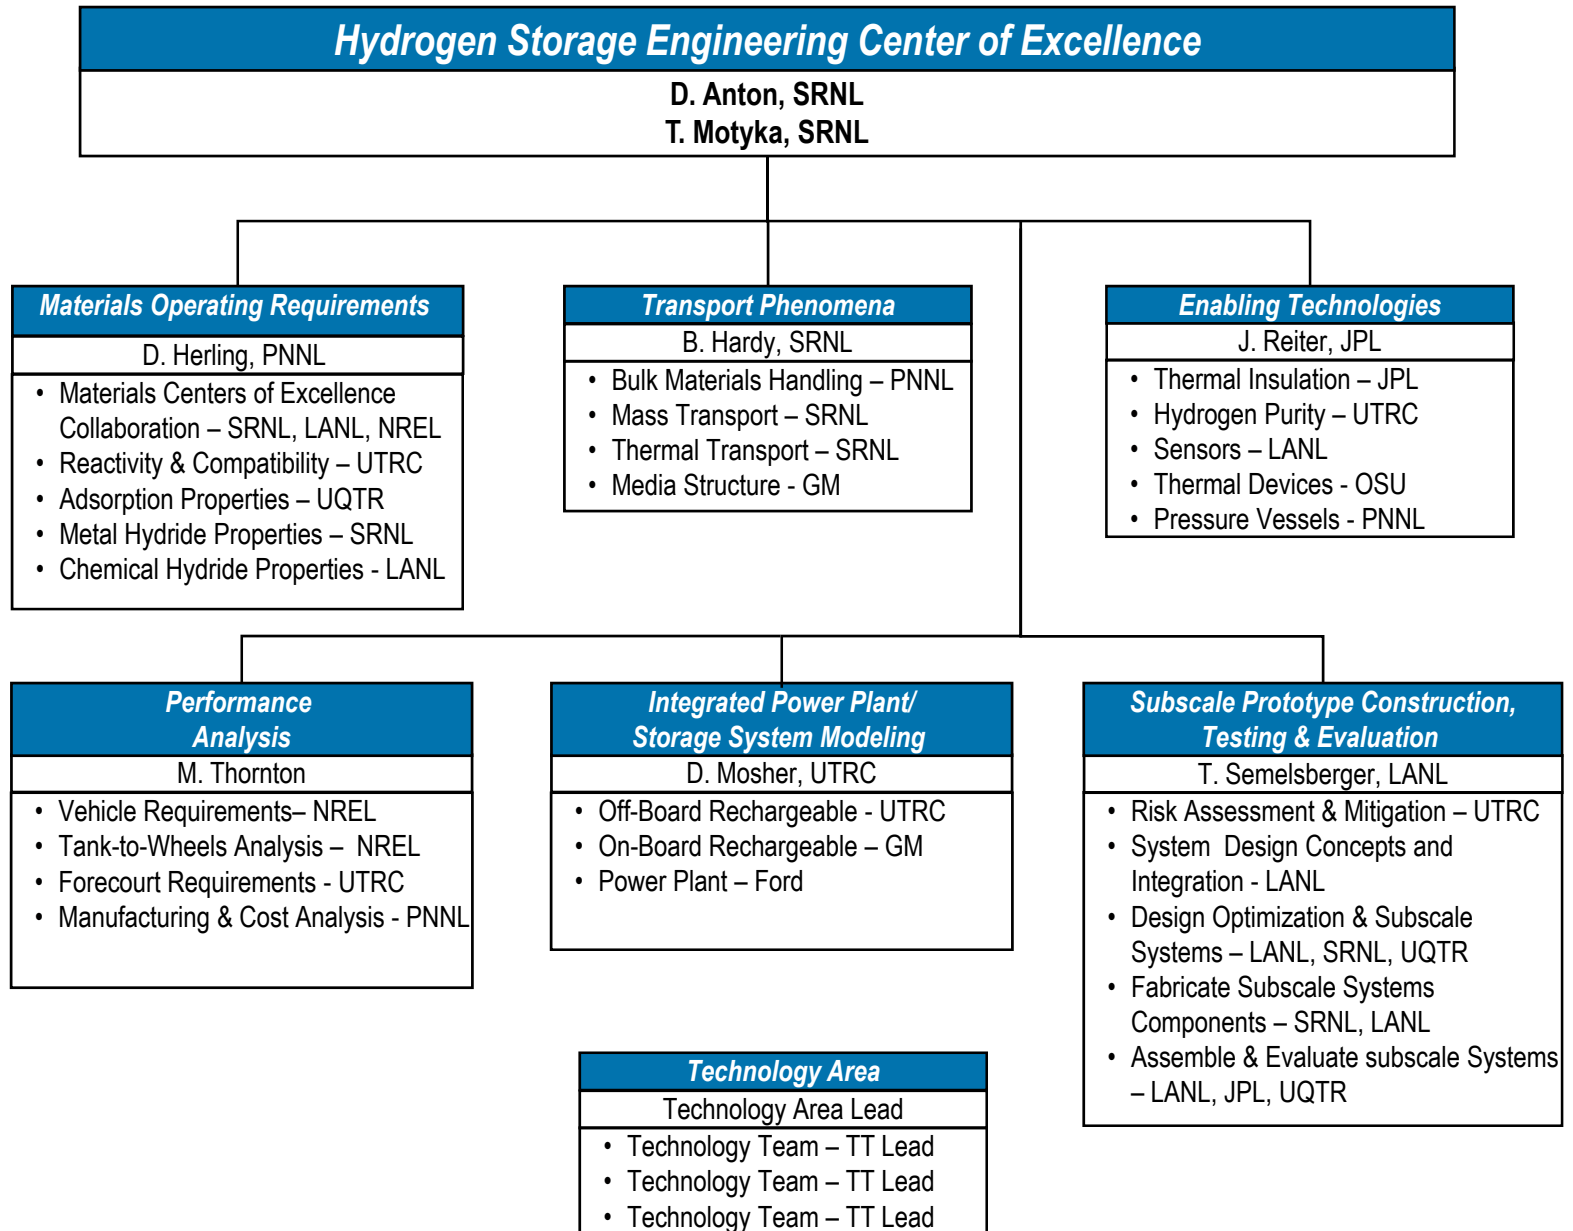 Hydrogen Storage Engineering Center of Excellence
D. Anton, SRNL
T. Motyka, SRNL
Materials Operating Requirements
D. Herling, PNNL
• Materials Centers of Excellence
Collaboration – SRNL, LANL, NREL
• Reactivity & Compatibility – UTRC
• Adsorption Properties – UQTR
• Metal Hydride Properties – SRNL
• Chemical Hydride Properties - LANL
Transport Phenomena
B. Hardy, SRNL
• Bulk Materials Handling – PNNL
• Mass Transport – SRNL
• Thermal Transport – SRNL
• Media Structure - GM
Enabling Technologies
J. Reiter, JPL
• Thermal Insulation – JPL
• Hydrogen Purity – UTRC
• Sensors – LANL
• Thermal Devices - OSU
• Pressure Vessels - PNNL
Performance
Analysis
M. Thornton
• Vehicle Requirements– NREL
• Tank-to-Wheels Analysis – NREL
• Forecourt Requirements - UTRC
• Manufacturing & Cost Analysis - PNNL
Integrated Power Plant/
Storage System Modeling
D. Mosher, UTRC
• Off-Board Rechargeable - UTRC
• On-Board Rechargeable – GM
• Power Plant – Ford
Subscale Prototype Construction,
Testing & Evaluation
T. Semelsberger, LANL
• Risk Assessment & Mitigation – UTRC
• System Design Concepts and
Integration - LANL
• Design Optimization & Subscale
Systems – LANL, SRNL, UQTR
• Fabricate Subscale Systems
Components – SRNL, LANL
• Assemble & Evaluate subscale Systems
– LANL, JPL, UQTR
Technology Area
Technology Area Lead
• Technology Team – TT Lead
• Technology Team – TT Lead
• Technology Team – TT Lead